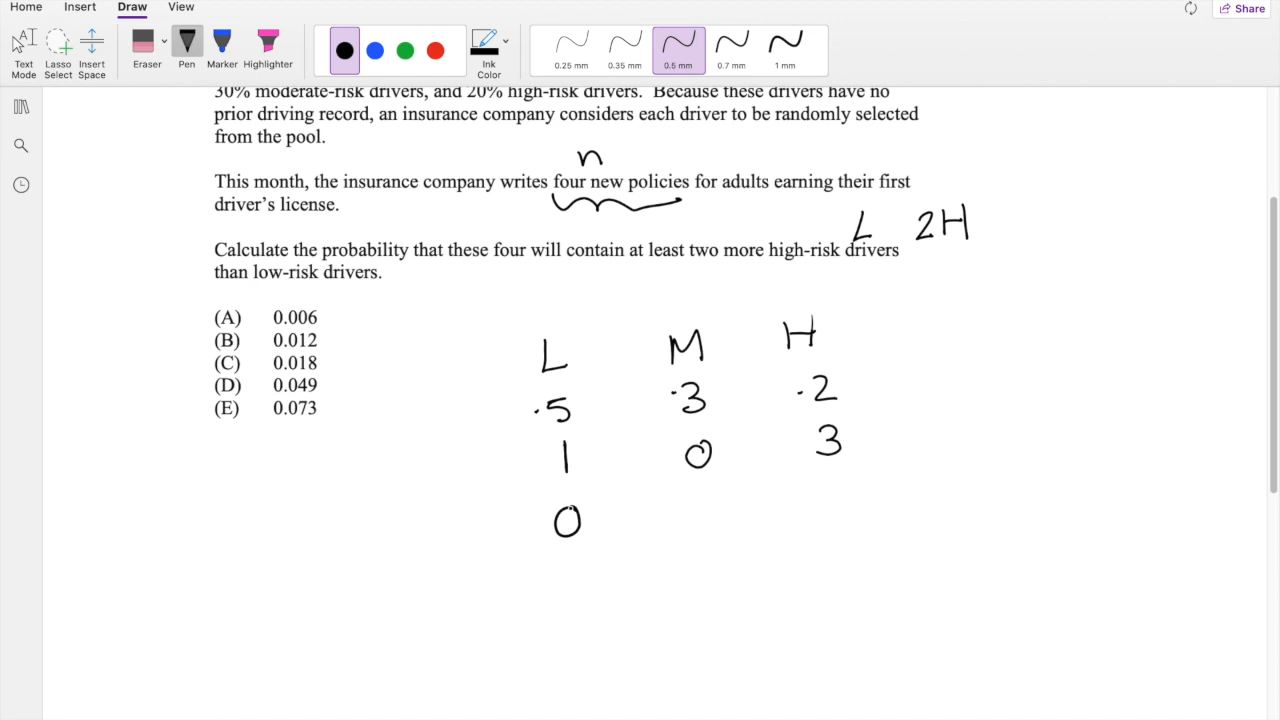 Home Insert Draw View Share
Text Mode Lasso Select Insert Space Eraser Pen Marker Highlighter 0.25 mm 0.35 mm 0.5 mm 0.7 mm 1 mm Ink Color
30% moderate-risk drivers, and 20% high-risk drivers. Because these drivers have no
prior driving record, an insurance company considers each driver to be randomly selected
from the pool.
n
This month, the insurance company writes four new policies for adults earning their first
driver's license.
L 2H
Calculate the probability that these four will contain at least two more high-risk drivers
than low-risk drivers.
(A) 0.006
(B) 0.012
(C) 0.018
(D) 0.049
(E) 0.073
L M H
.5 .3 .2
1 0 3
0